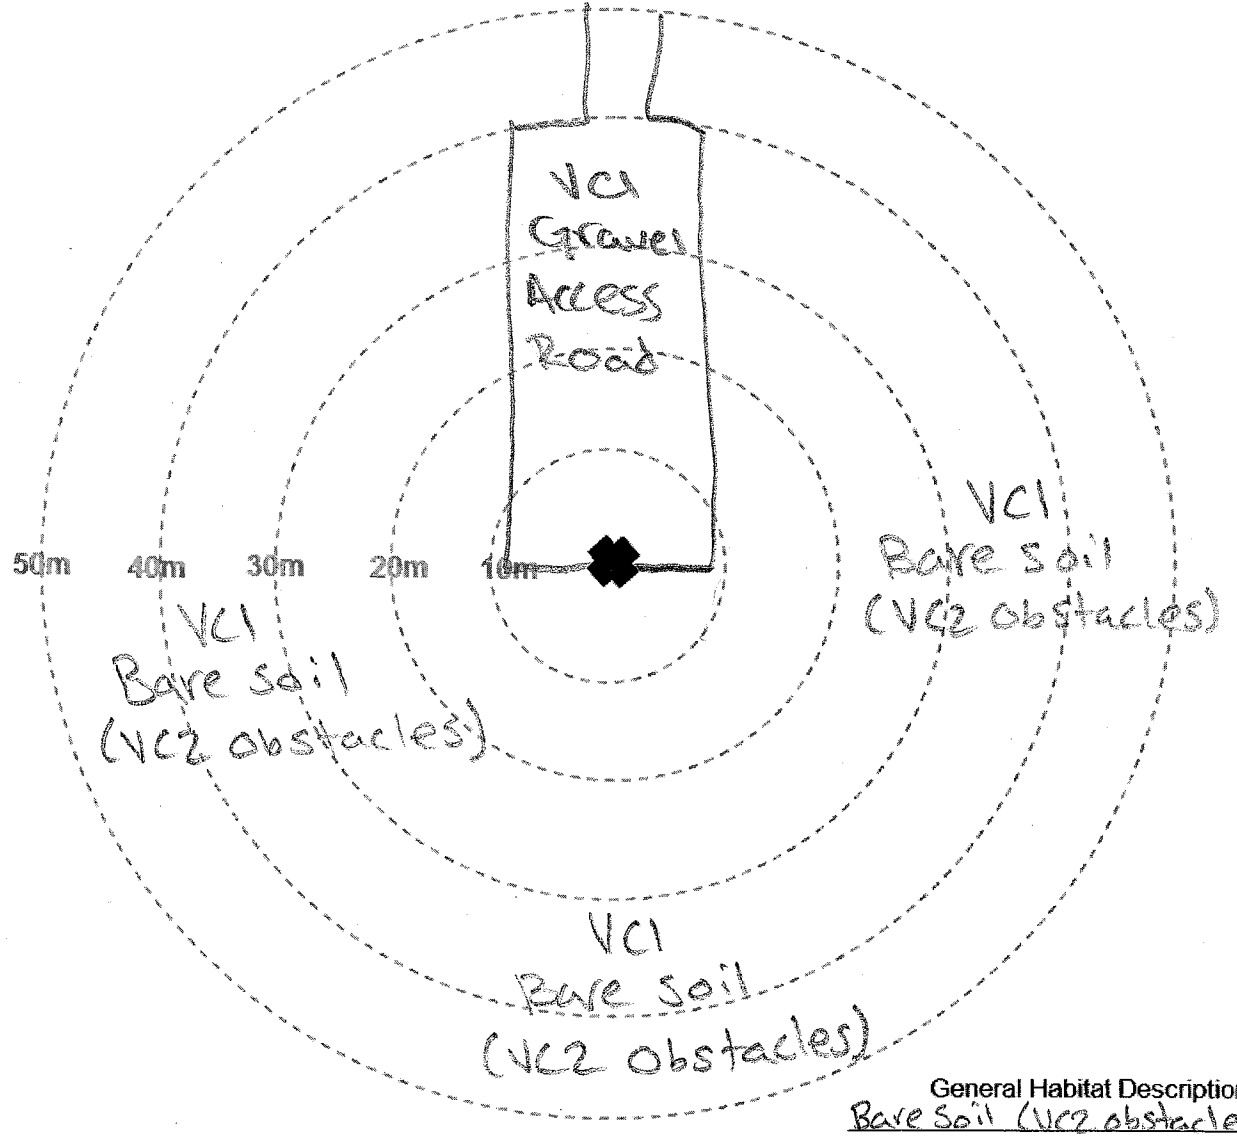 VC1
Gravel
Access
Road
VC1
Bare soil
(VC2 obstacles)
50m 40m 30m 20m 10m
VC1
Bare soil
(VC2 obstacles)
VC1
Bare soil
(VC2 obstacles)
General Habitat Description
Bare soil (VC2 obstacle